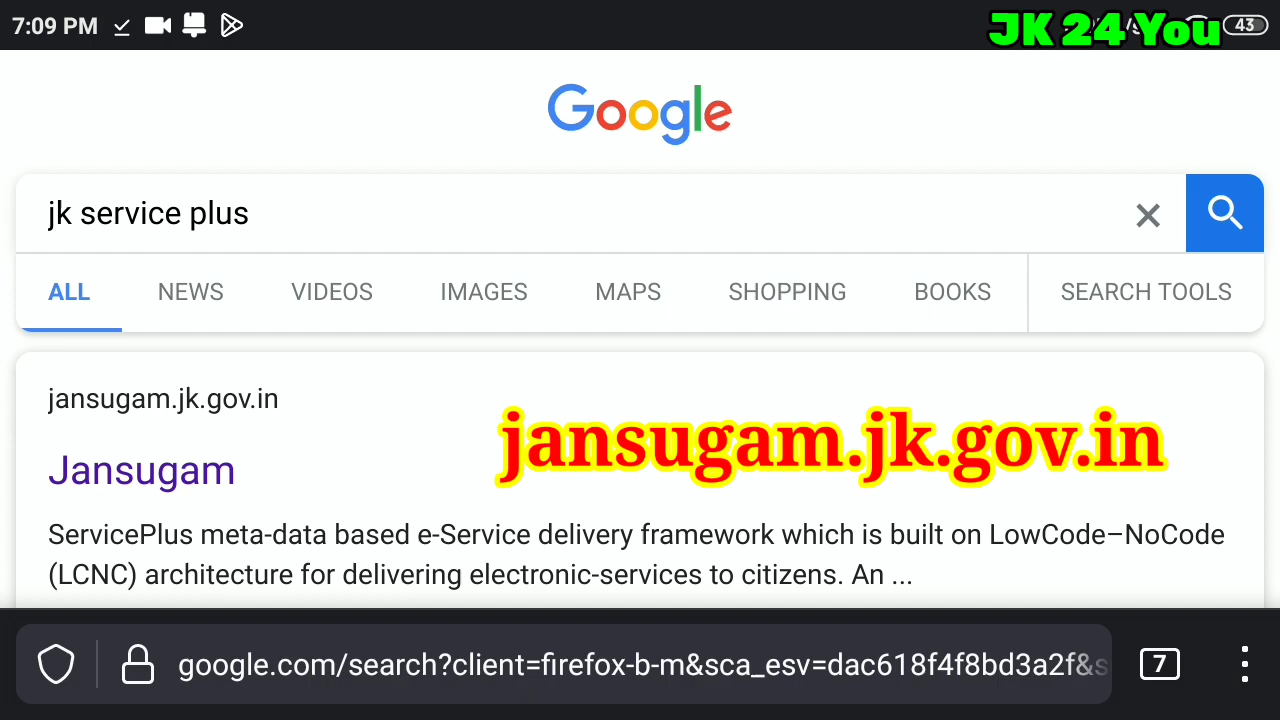 7:09 PM
JK 24 You
43
Google
jk service plus
ALL NEWS VIDEOS IMAGES MAPS SHOPPING BOOKS SEARCH TOOLS
jansugam.jk.gov.in
jansugam.jk.gov.in
Jansugam
ServicePlus meta-data based e-Service delivery framework which is built on LowCode–NoCode
(LCNC) architecture for delivering electronic-services to citizens. An ...
google.com/search?client=firefox-b-m&sca_esv=dac618f4f8bd3a2f&s
7